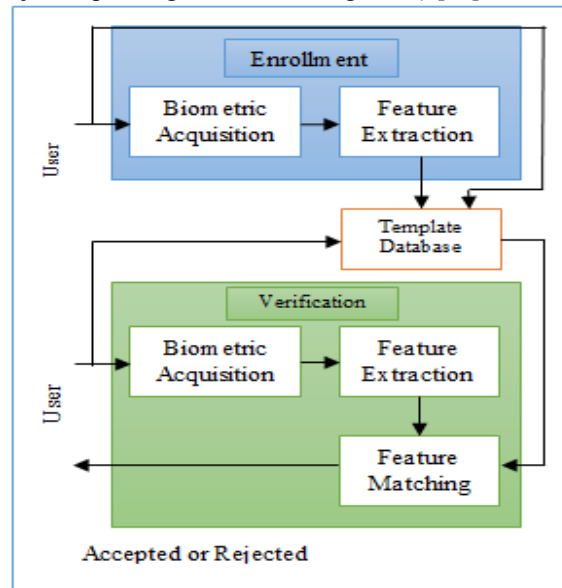 Enrollment
Biometric
Acquisition
Feature
Extraction
User
Template
Database
Verification
Biometric
Acquisition
Feature
Extraction
User
Feature
Matching
Accepted or Rejected